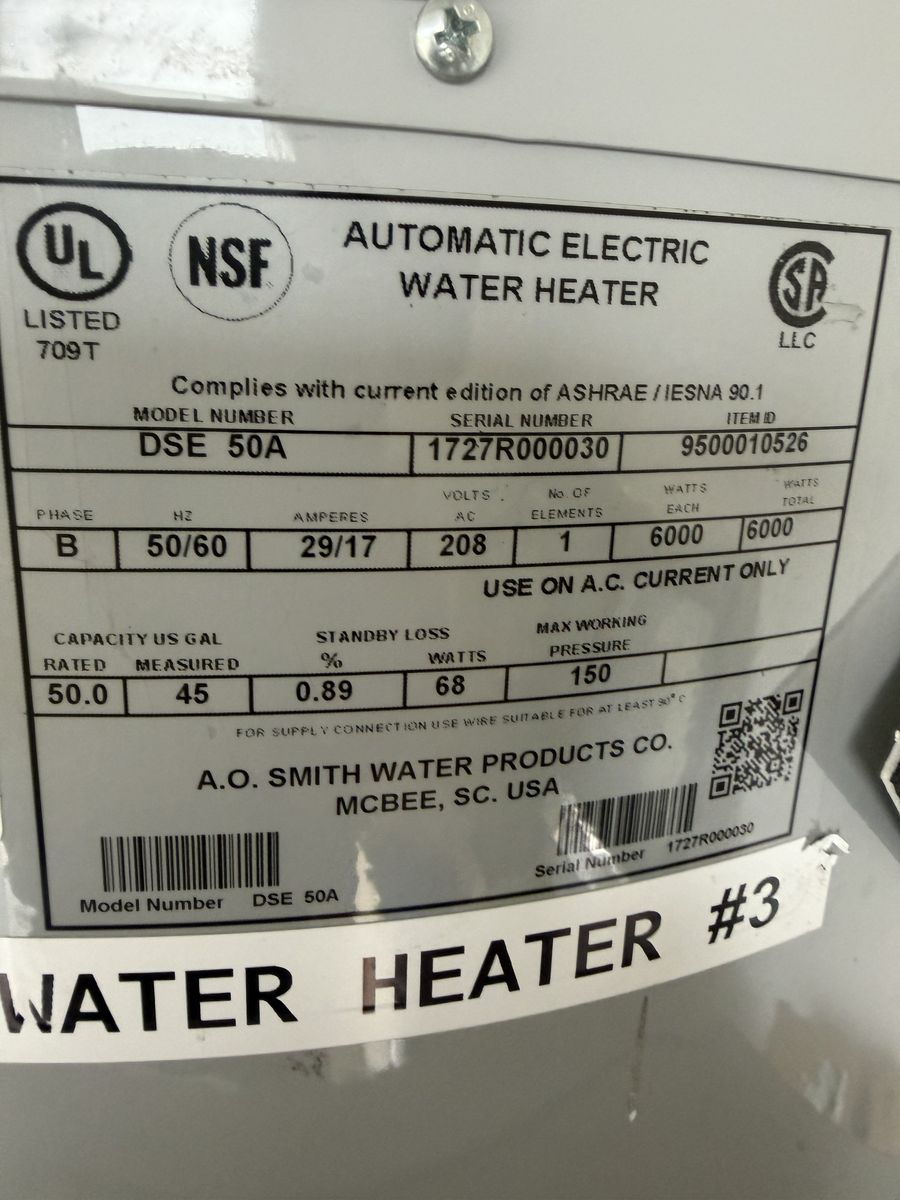 UL
LISTED
709T
NSF
AUTOMATIC ELECTRIC
WATER HEATER
SA
LLC
Complies with current edition of ASHRAE / IESNA 90.1
MODEL NUMBER SERIAL NUMBER ITEM ID
DSE 50A 1727R000030 9500010526
PHASE HZ AMPERES VOLTS AC No. OF ELEMENTS WATTS EACH WATTS TOTAL
B 50/60 29/17 208 1 6000 6000
USE ON A.C. CURRENT ONLY
CAPACITY US GAL STANDBY LOSS MAX WORKING
RATED MEASURED % WATTS PRESSURE
50.0 45 0.89 68 150
FOR SUPPLY CONNECTION USE WIRE SUITABLE FOR AT LEAST 90° C
A.O. SMITH WATER PRODUCTS CO.
MCBEE, SC. USA
Model Number DSE 50A
Serial Number 1727R000030
WATER HEATER #3